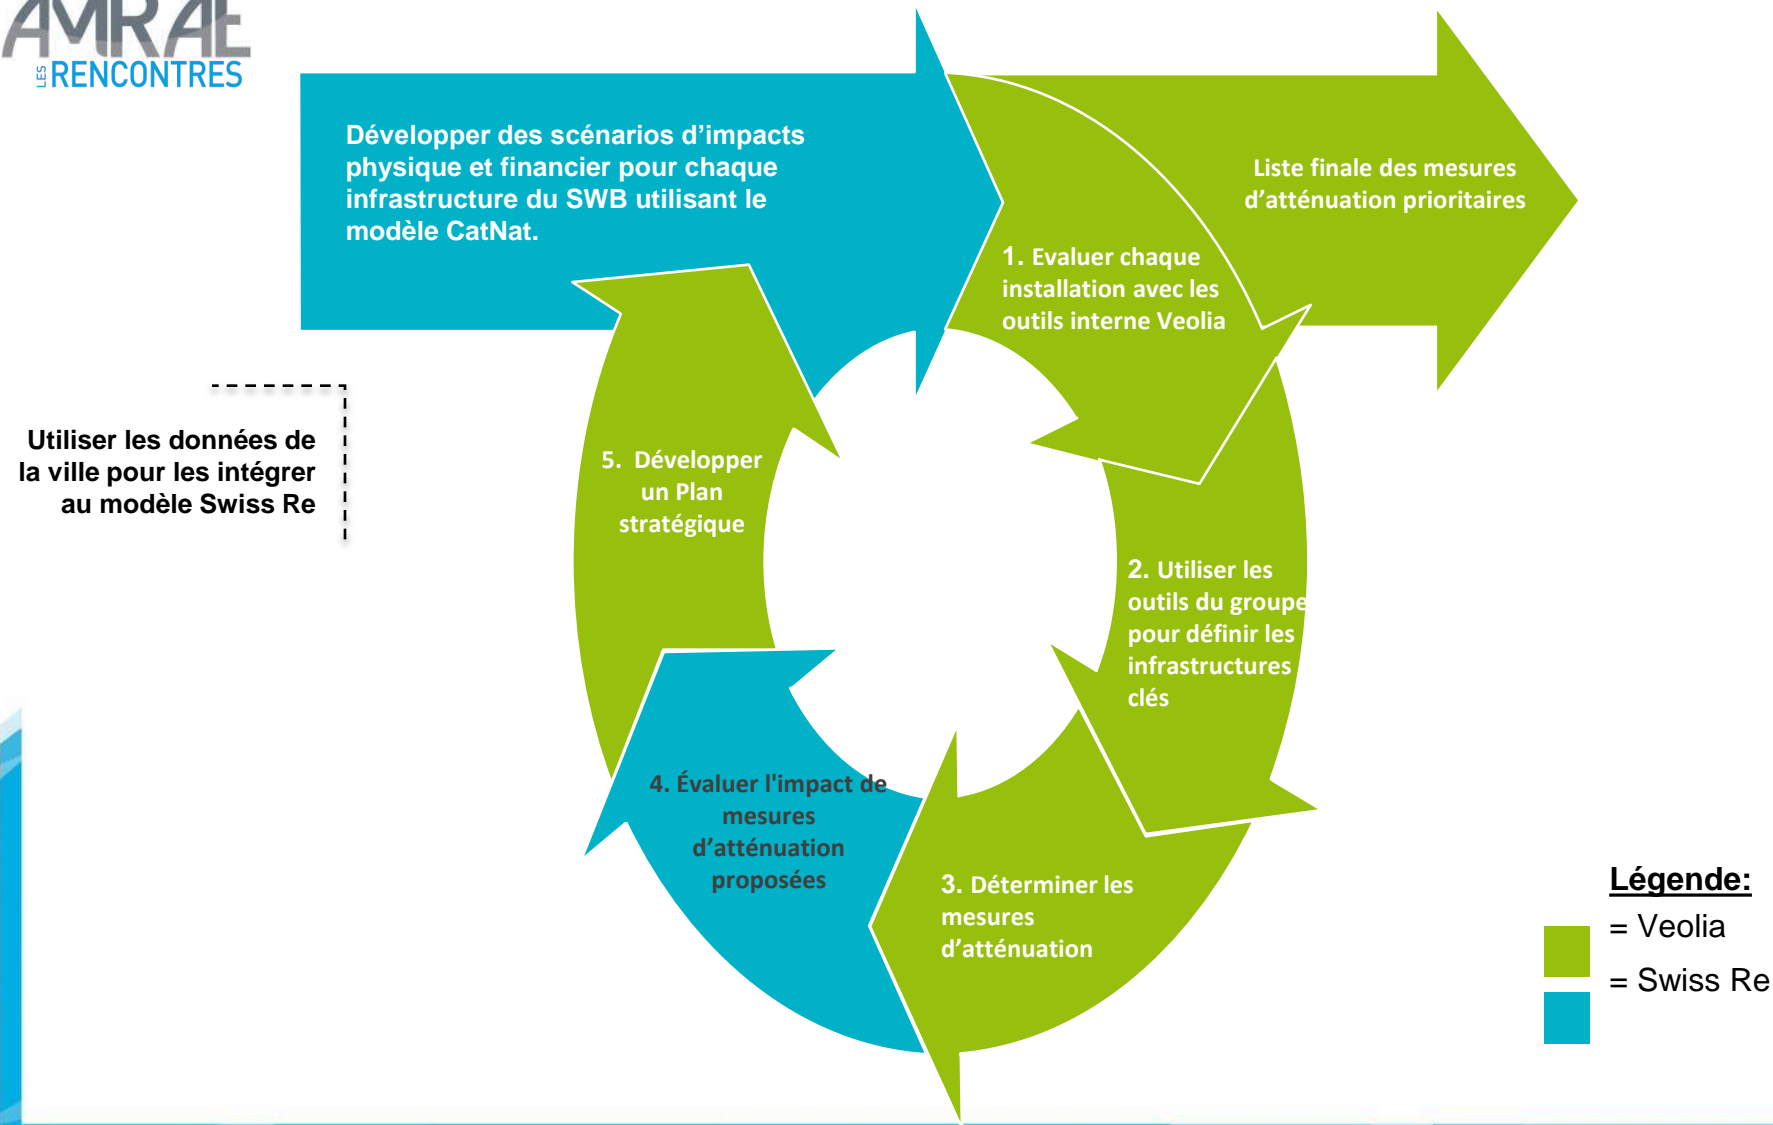 AMRAE
LES RENCONTRES
Développer des scénarios d’impacts
physique et financier pour chaque
infrastructure du SWB utilisant le
modèle CatNat.
Liste finale des mesures
d’atténuation prioritaires
1. Evaluer chaque
installation avec les
outils interne Veolia
Utiliser les données de
la ville pour les intégrer
au modèle Swiss Re
5. Développer
un Plan
stratégique
2. Utiliser les
outils du groupe
pour définir les
infrastructures
clés
4. Évaluer l'impact de
mesures
d’atténuation
proposées
3. Déterminer les
mesures
d’atténuation
Légende:
= Veolia
= Swiss Re